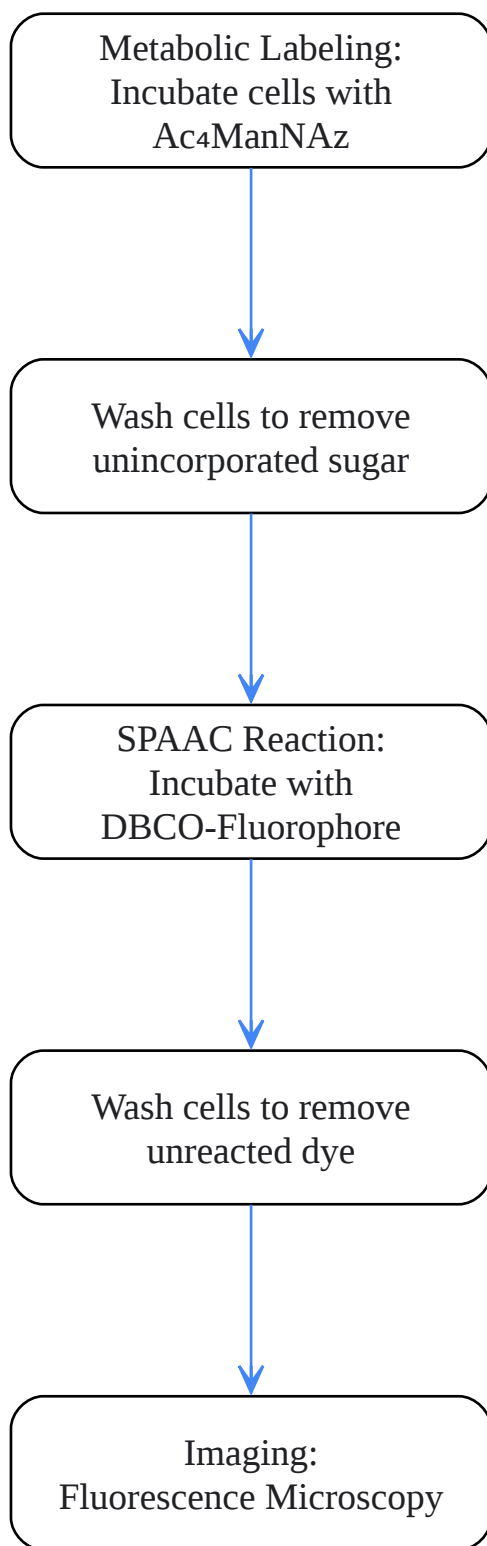 Metabolic Labeling:
Incubate cells with
Ac₄ManNAz
Wash cells to remove
unincorporated sugar
SPAAC Reaction:
Incubate with
DBCO-Fluorophore
Wash cells to remove
unreacted dye
Imaging:
Fluorescence Microscopy